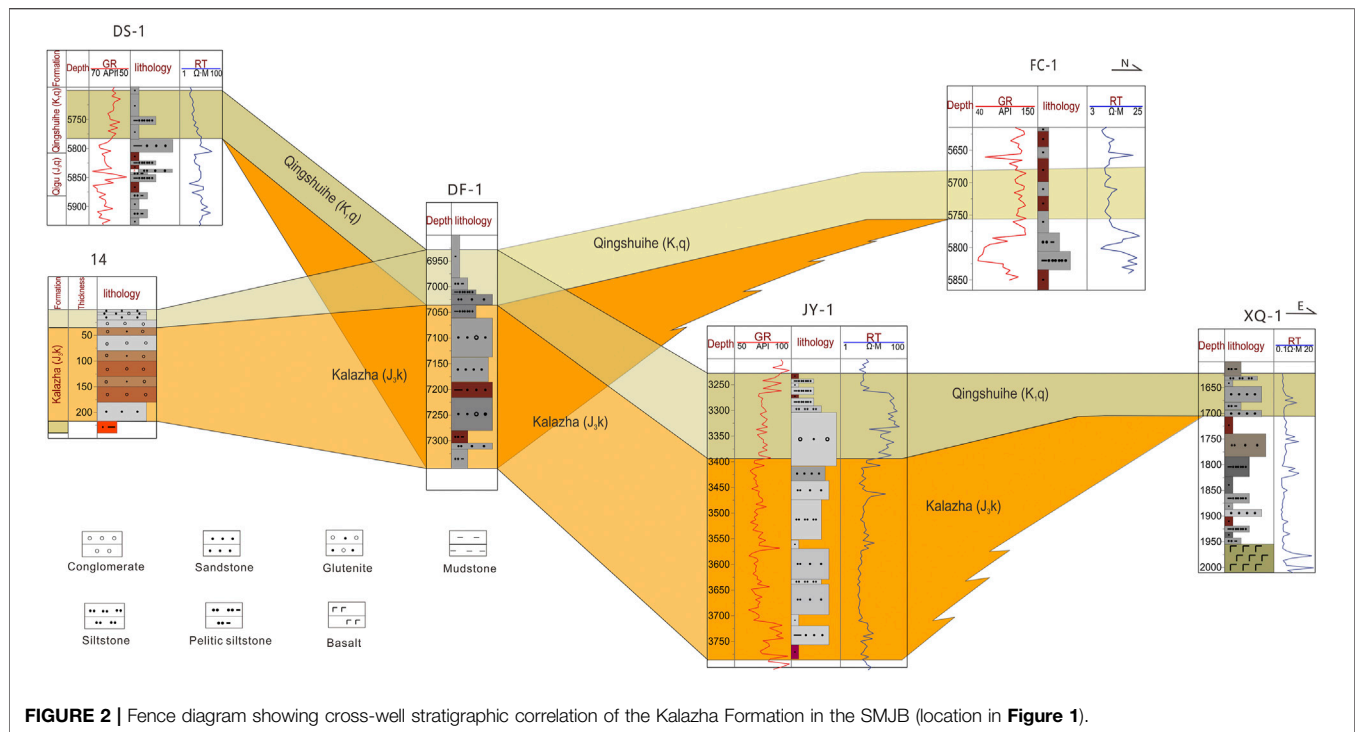 DS-1
Formation Depth GR 70 API150 lithology RT 1 Ω·M 100
Qingshuihe (K₁q)
Qigu (J₃q)
5750
5800
5850
5900
14
Formation Thickness lithology
Kalazha (J₃k)
50
100
150
200
DF-1
Depth lithology
6950
7000
7050
7100
7150
7200
7250
7300
FC-1
N
Depth GR 40 API 150 lithology RT 3 Ω·M 25
5650
5700
5750
5800
5850
JY-1
Depth GR 50 API 100 lithology RT 1 Ω·M 100
3250
3300
3350
3400
3450
3500
3550
3600
3650
3700
3750
XQ-1
E
Depth lithology RT 0.1Ω·M 20
1650
1700
1750
1800
1850
1900
1950
2000
Qingshuihe (K₁q)
Qingshuihe (K₁q)
Qingshuihe (K₁q)
Kalazha (J₃k)
Kalazha (J₃k)
Kalazha (J₃k)
Conglomerate
Sandstone
Glutenite
Mudstone
Siltstone
Pelitic siltstone
Basalt
FIGURE 2 | Fence diagram showing cross-well stratigraphic correlation of the Kalazha Formation in the SMJB (location in Figure 1).